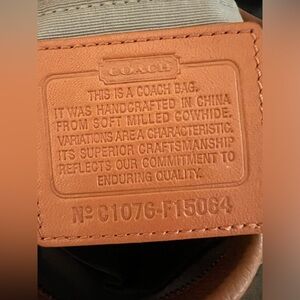 COACH
THIS IS A COACH BAG.
IT WAS HANDCRAFTED IN CHINA
FROM SOFT MILLED COWHIDE.
VARIATIONS ARE A CHARACTERISTIC.
ITS SUPERIOR CRAFTSMANSHIP
REFLECTS OUR COMMITMENT TO
ENDURING QUALITY.
Nº C1076-F15064